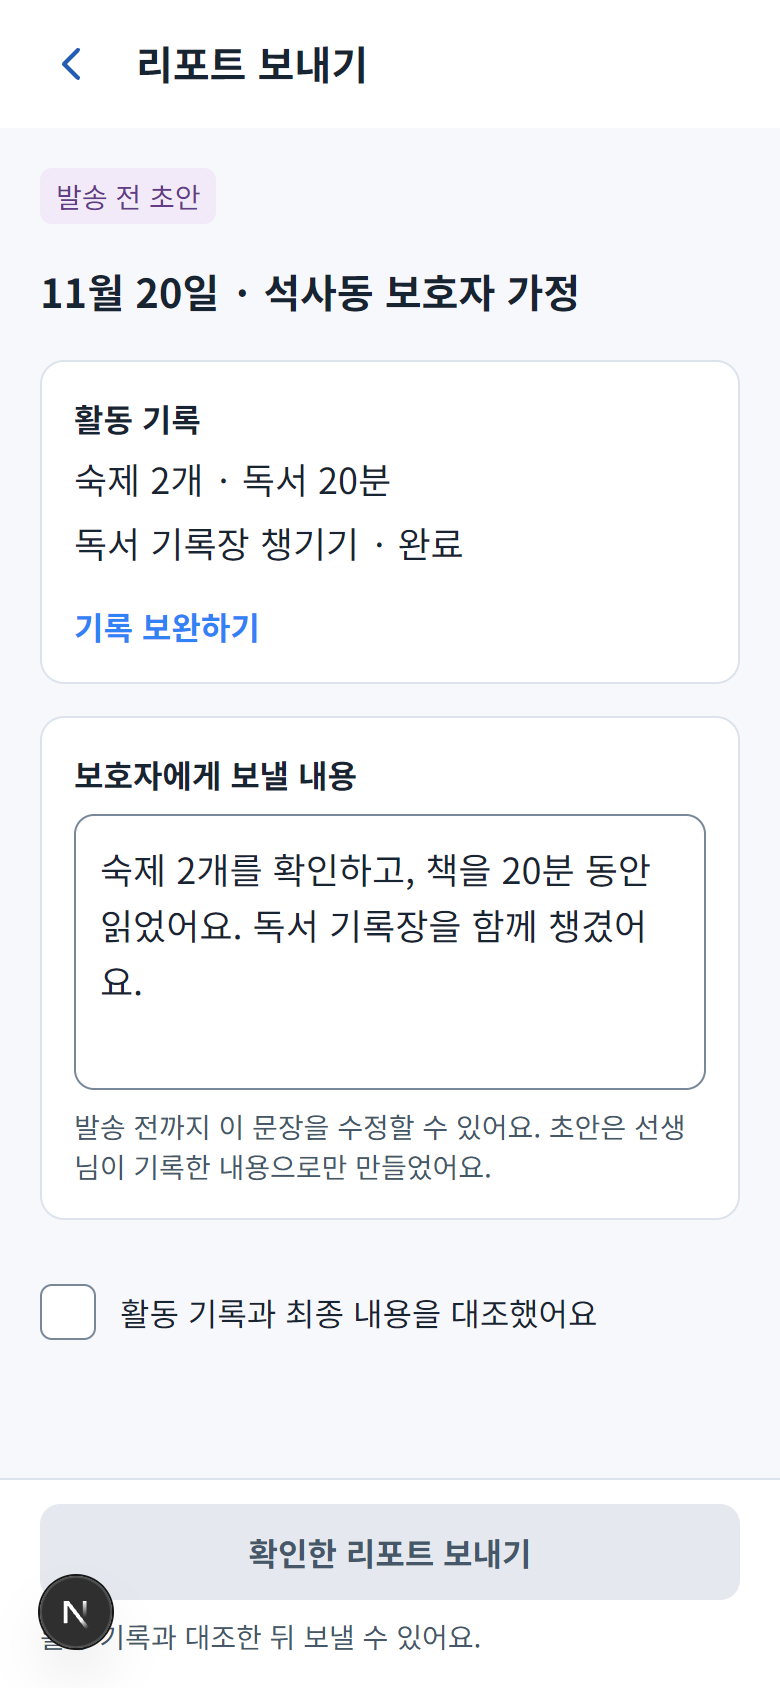 리포트 보내기
발송 전 초안
11월 20일 · 석사동 보호자 가정
활동 기록
숙제 2개 · 독서 20분
독서 기록장 챙기기 · 완료
기록 보완하기
보호자에게 보낼 내용
숙제 2개를 확인하고, 책을 20분 동안
읽었어요. 독서 기록장을 함께 챙겼어
요.
발송 전까지 이 문장을 수정할 수 있어요. 초안은 선생
님이 기록한 내용으로만 만들었어요.
활동 기록과 최종 내용을 대조했어요
확인한 리포트 보내기
N
기록과 대조한 뒤 보낼 수 있어요.